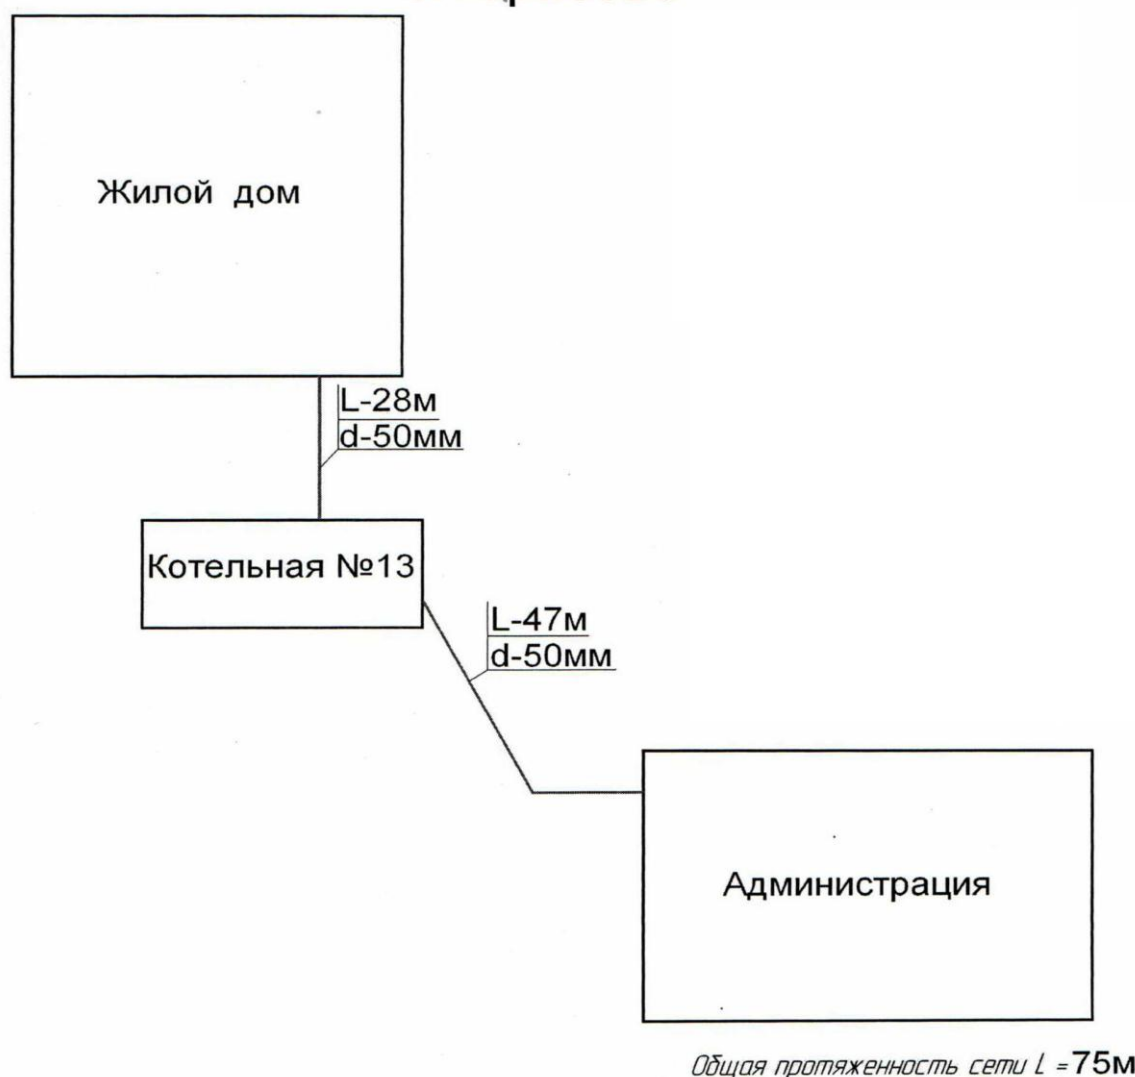 Жилой дом
L-28м
d-50мм
Котельная №13
L-47м
d-50мм
Администрация
Общая протяженность сети L =75м